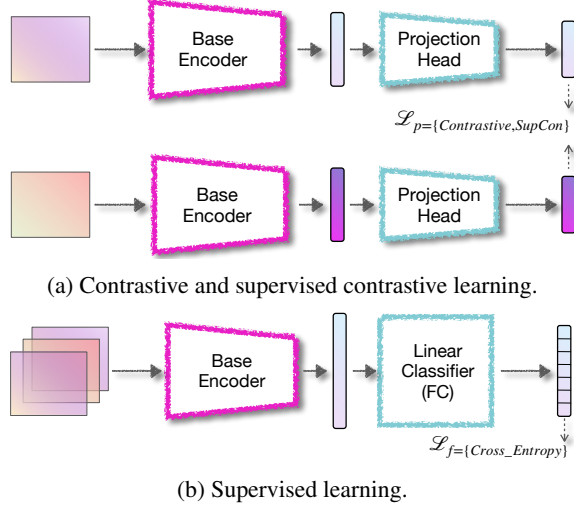 Base
Encoder
Projection
Head
ℒp={Contrastive,SupCon}
Base
Encoder
Projection
Head
(a) Contrastive and supervised contrastive learning.
Base
Encoder
Linear
Classifier
(FC)
ℒf={Cross_Entropy}
(b) Supervised learning.